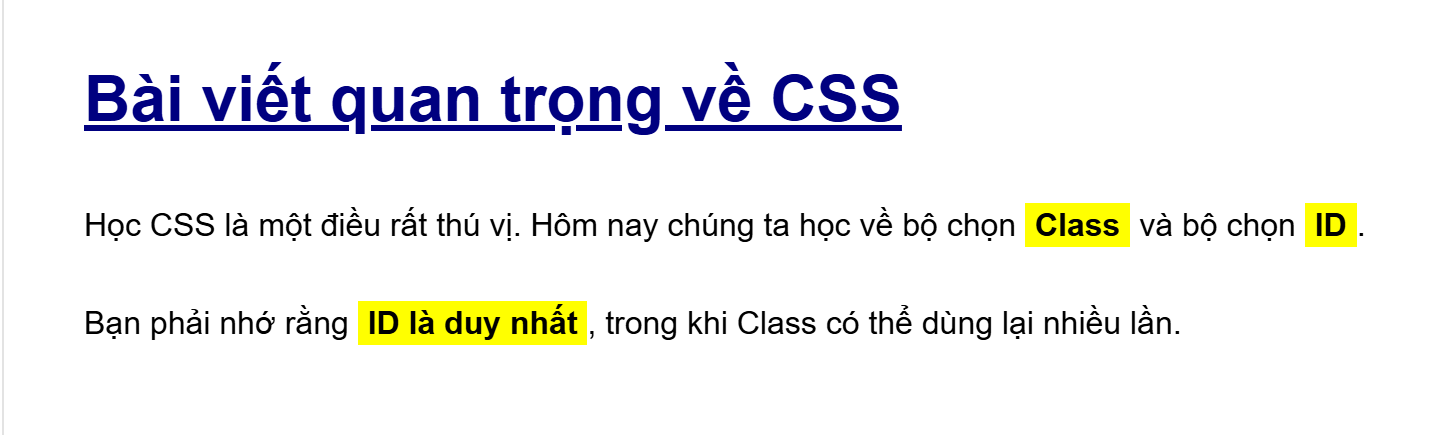 Bài viết quan trọng về CSS
Học CSS là một điều rất thú vị. Hôm nay chúng ta học về bộ chọn Class và bộ chọn ID.
Bạn phải nhớ rằng ID là duy nhất, trong khi Class có thể dùng lại nhiều lần.